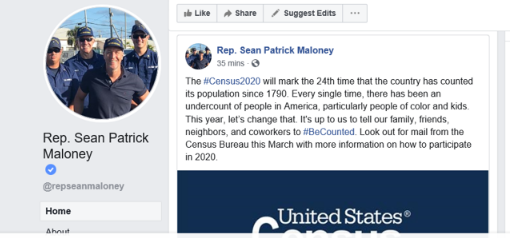 Like Share Suggest Edits ...
Rep. Sean Patrick Maloney
35 mins ·
The #Census2020 will mark the 24th time that the country has counted
its population since 1790. Every single time, there has been an
undercount of people in America, particularly people of color and kids.
This year, let's change that. It's up to us to tell our family, friends,
neighbors, and coworkers to #BeCounted. Look out for mail from the
Census Bureau this March with more information on how to participate
in 2020.
United States®
Census
Rep. Sean Patrick
Maloney
@repseanmaloney
Home
About